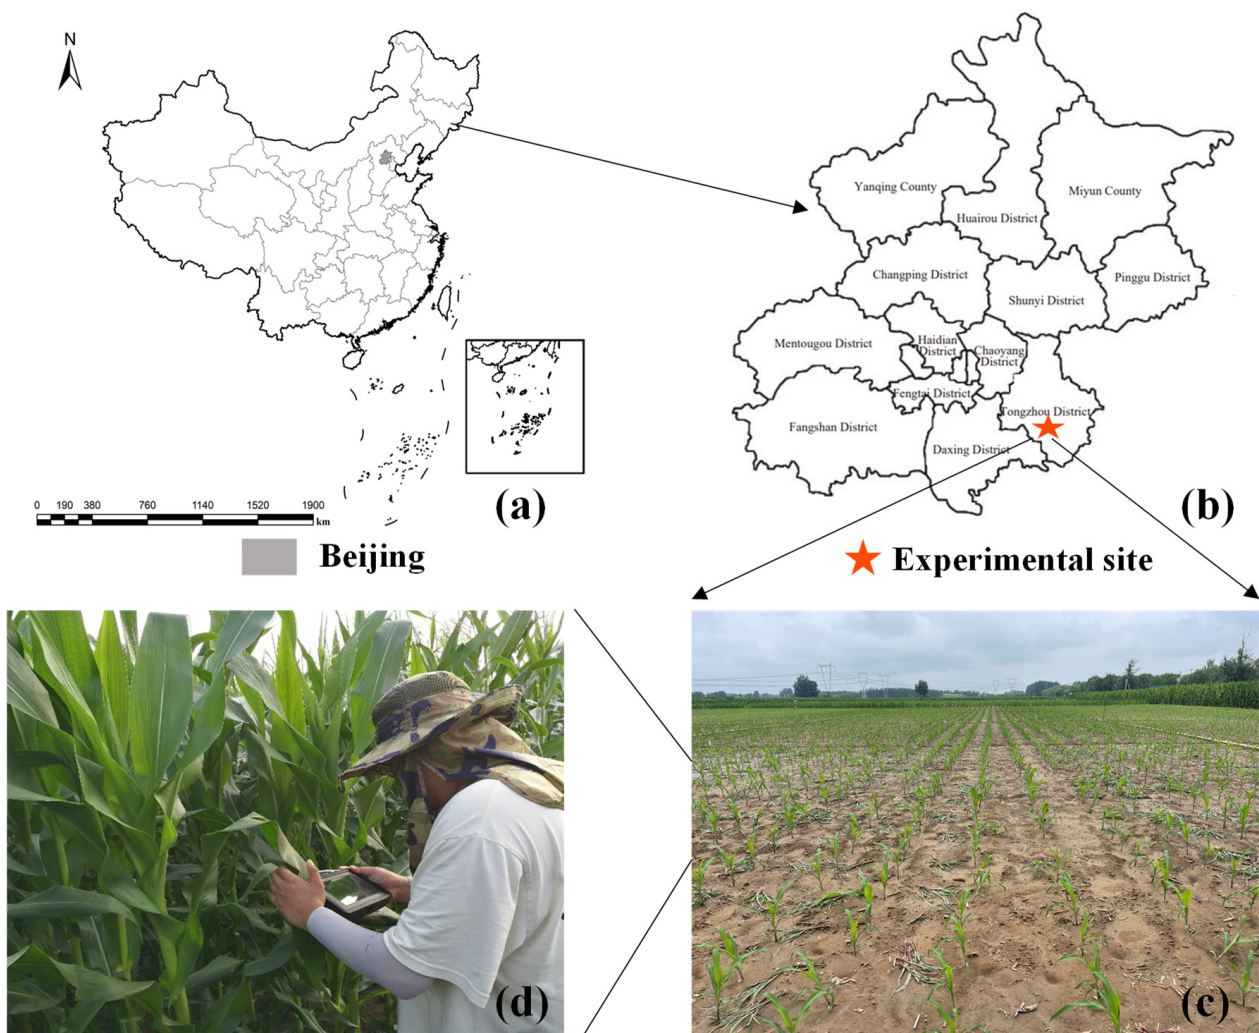 N
Yanqing County
Miyun County
Huairou District
Changping District
Pinggu District
Shunyi District
Mentougou District
Haidian
District
Chaoyang
District
Fengtai District
Tongzhou District
Fangshan District
Daxing District
0 190 380 760 1140 1520 1900
km
(a)
(b)
Beijing
Experimental site
(d)
(c)